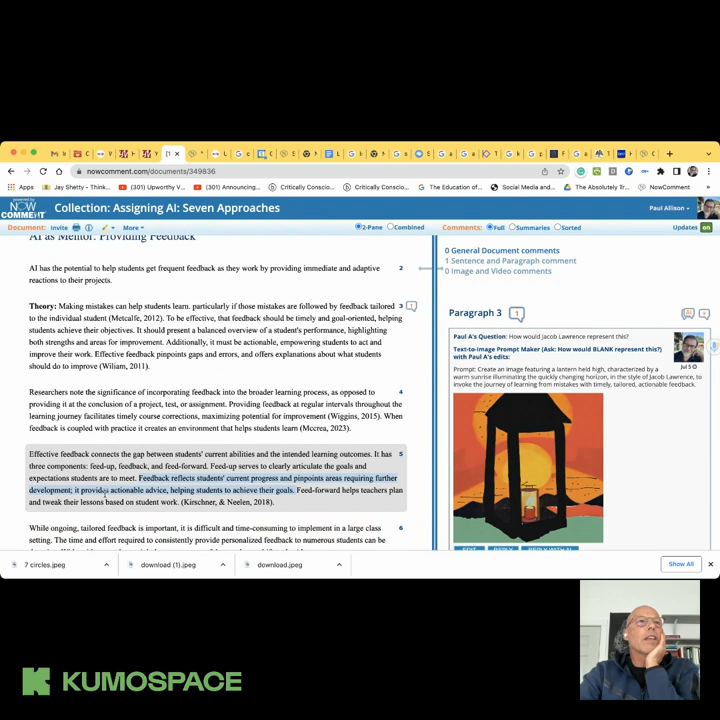 nowcomment.com/documents/349836
Apps
Jay Shetty - Think...
(301) Upworthy V...
(301) Announcing...
Critically Conscio...
Critically Conscio...
The Education of...
Social Media and...
The Absolutely Tr...
NowComment
powered by
NOW
COMMENT
Collection: Assigning AI: Seven Approaches
Paul Allison
Document: Invite
More
2-Pane
Combined
Comments:
Full
Summaries
Sorted
Updates
on
AI as Mentor: Providing Feedback
AI has the potential to help students get frequent feedback as they work by providing immediate and adaptive 2
reactions to their projects.
Theory: Making mistakes can help students learn. particularly if those mistakes are followed by feedback tailored 3 1
to the individual student (Metcalfe, 2012). To be effective, that feedback should be timely and goal-oriented, helping
students achieve their objectives. It should present a balanced overview of a student's performance, highlighting
both strengths and areas for improvement. Additionally, it must be actionable, empowering students to act and
improve their work. Effective feedback pinpoints gaps and errors, and offers explanations about what students
should do to improve (Wiliam, 2011).
Researchers note the significance of incorporating feedback into the broader learning process, as opposed to 4
providing it at the conclusion of a project, test, or assignment. Providing feedback at regular intervals throughout the
learning journey facilitates timely course corrections, maximizing potential for improvement (Wiggins, 2015). When
feedback is coupled with practice it creates an environment that helps students (Mccrea, 2023).
Effective feedback connects the gap between students' current abilities and the intended learning outcomes. It has 5
three components: feed-up, feedback, and feed-forward. Feed-up serves to clearly articulate the goals and
expectations students are to meet. Feedback reflects students' current progress and pinpoints areas requiring further
development; it provides actionable advice, helping students to achieve their goals. Feed-forward helps teachers plan
and tweak their lessons based on student work. (Kirschner, & Neelen, 2018).
While ongoing, tailored feedback is important, it is difficult and time-consuming to implement in a large class 6
setting. The time and effort required to consistently provide personalized feedback to numerous students can be
0 General Document comments
1 Sentence and Paragraph comment
0 Image and Video comments
Paragraph 3 1
Paul A's Question: How would Jacob Lawrence represent this?
Text-to-image Prompt Maker (Ask: How would BLANK represent this?)
with Paul A's edits:
Jul 5
Prompt: Create an image featuring a lantern held high, characterized by a
warm sunrise illuminating the quickly changing horizon, in the style of Jacob Lawrence, to
invoke the journey of learning from mistakes with timely, tailored, actionable feedback.
EDIT
REPLY
REPLY WITH AI
7 circles.jpeg
download (1).jpeg
download.jpeg
Show All
KUMOSPACE